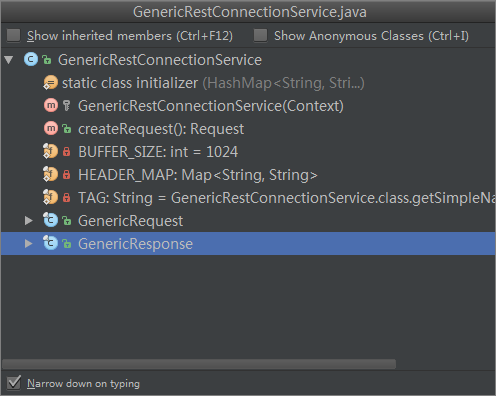 GenericRestConnectionService.java
Show inherited members (Ctrl+F12) Show Anonymous Classes (Ctrl+I)
GenericRestConnectionService
static class initializer (HashMap<String, Stri...)
GenericRestConnectionService(Context)
createRequest(): Request
BUFFER_SIZE: int = 1024
HEADER_MAP: Map<String, String>
TAG: String = GenericRestConnectionService.class.getSimpleNa
GenericRequest
GenericResponse
Narrow down on typing